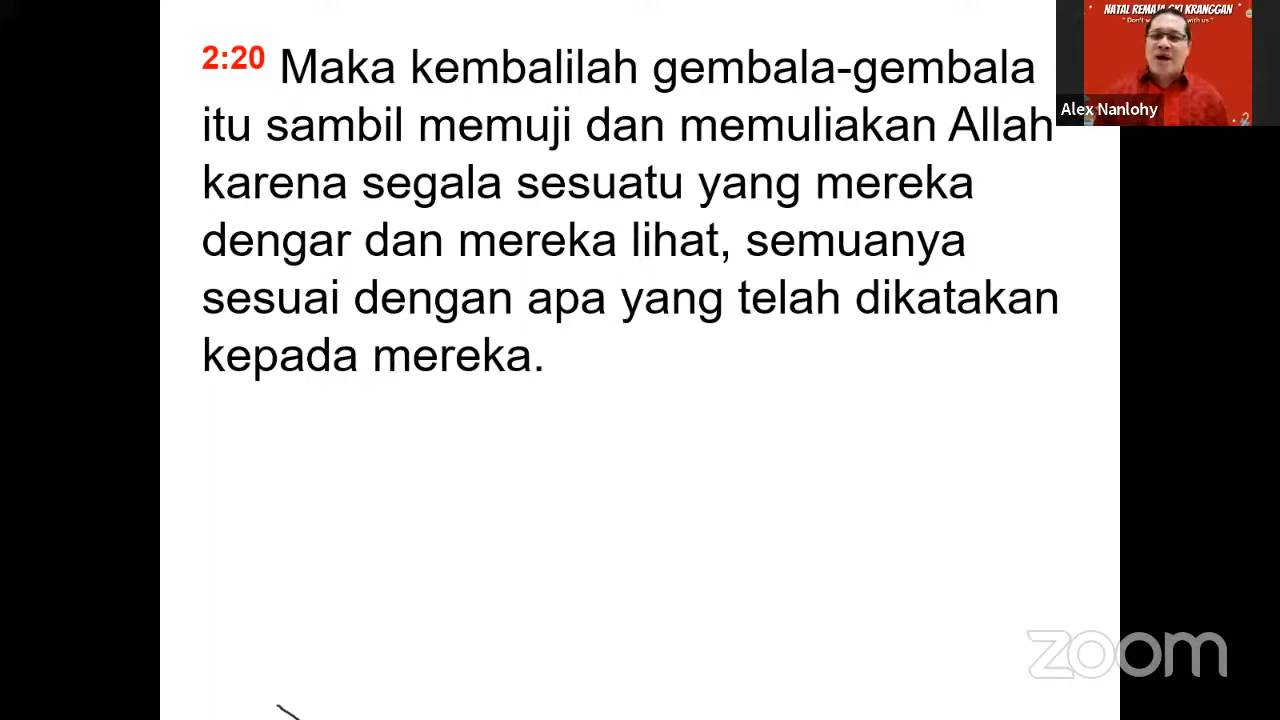 2:20 Maka kembalilah gembala-gembala
itu sambil memuji dan memuliakan Allah
karena segala sesuatu yang mereka
dengar dan mereka lihat, semuanya
sesuai dengan apa yang telah dikatakan
kepada mereka.
NATAL REMAJA GKI KRANGGAN
"Don't w with us"
Alex Nanlohy
zoom